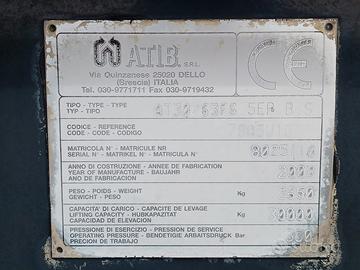 ATIB S.R.L.
Via Quinzanese 25020 DELLO
(Brescia) ITALIA
Tel. 030-9771711 Fax 030-9719432
CE
TIPO - TYPE - TYPE
TYP - TIPO
CODICE - REFERENCE
CODE - CODE - CODIGO
MATRICOLA N° - MATRICULE NR
SERIAL N° - MATRIKEL N° - MATRICULA N°
ANNO DI COSTRUZIONE - ANNEE DE FABRICATION
YEAR OF MANUFACTURE - BAUJAHR
ANO DE FABRICACION
PESO - POIDS - WEIGHT
GEWICHT - PESO
Kg
CAPACITA' DI CARICO - CAPACITE DE LEVAGE
LIFTING CAPACITY - HUBKAPAZITAT
CAPACIDAD DE ELEVACION
Kg
PRESSIONE DI ESERCIZIO - PRESSION DE SERVICE
OPERATING PRESSURE - BENDETIGIE ARBEITSDRUCK Bar
PRECION DE TRABAJO